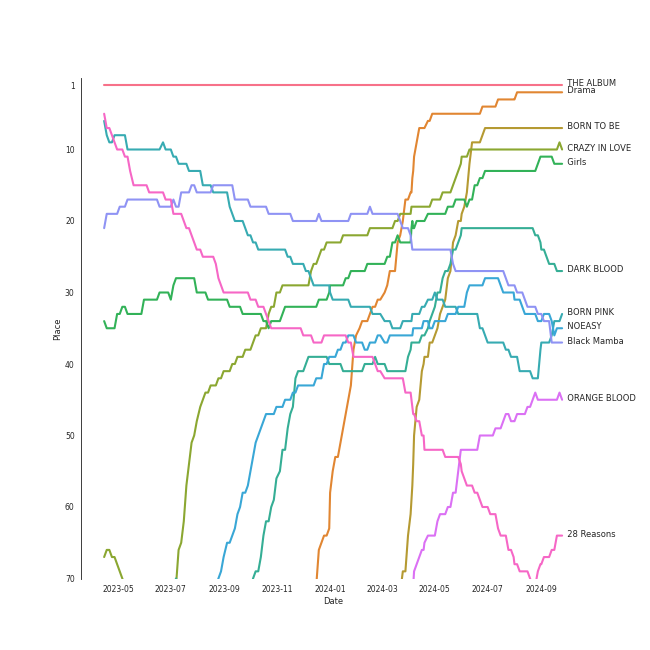 THE ALBUM
Drama
BORN TO BE
CRAZY IN LOVE
Girls
DARK BLOOD
BORN PINK
NOEASY
Black Mamba
ORANGE BLOOD
28 Reasons
1
10
20
30
40
50
60
70
Place
2023-05
2023-07
2023-09
2023-11
2024-01
2024-03
2024-05
2024-07
2024-09
Date